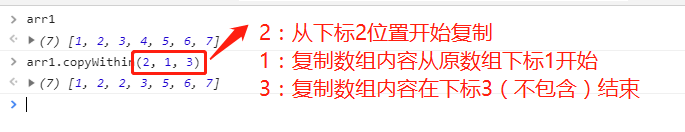 arr1
(7) [1, 2, 3, 4, 5, 6, 7]
arr1.copyWithin(2, 1, 3)
(7) [1, 2, 2, 3, 5, 6, 7]
2：从下标2位置开始复制
1：复制数组内容从原数组下标1开始
3：复制数组内容在下标3（不包含）结束